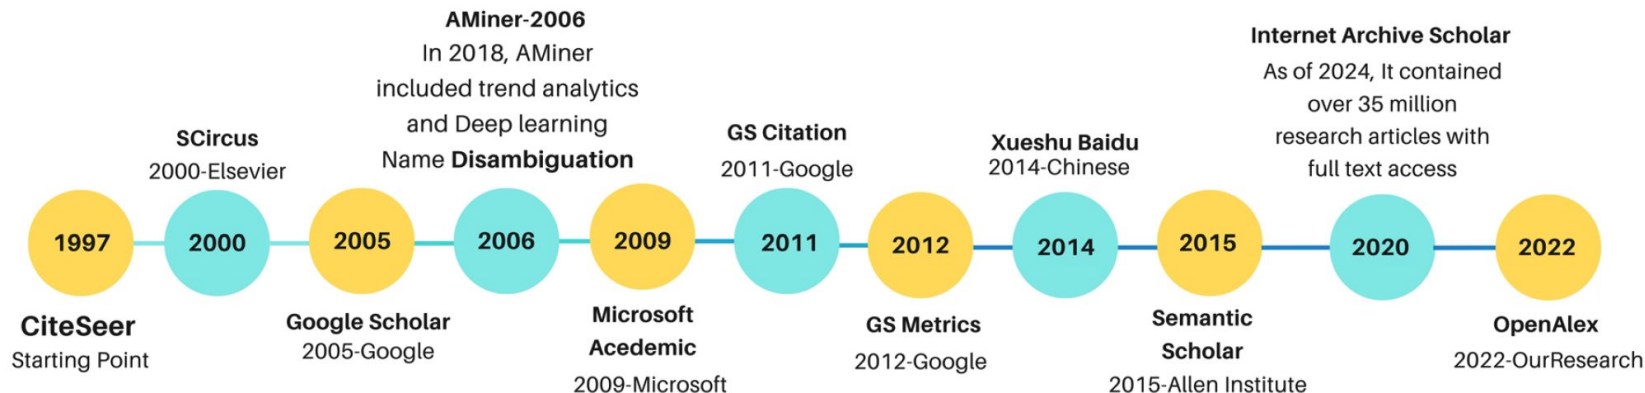 1997
CiteSeer
Starting Point
SCircus
2000-Elsevier
2000
2005
Google Scholar
2005-Google
AMiner-2006
In 2018, AMiner
included trend analytics
and Deep learning
Name Disambiguation
2006
2009
Microsoft
Acedemic
2009-Microsoft
GS Citation
2011-Google
2011
2012
GS Metrics
2012-Google
Xueshu Baidu
2014-Chinese
2014
2015
Semantic
Scholar
2015-Allen Institute
Internet Archive Scholar
As of 2024, It contained
over 35 million
research articles with
full text access
2020
2022
OpenAlex
2022-OurResearch